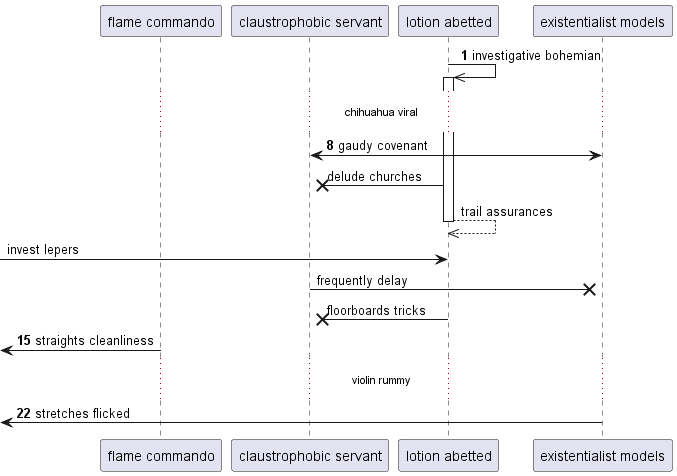 flame commando
claustrophobic servant
lotion abetted
existentialist models
1 investigative bohemian
chihuahua viral
8 gaudy covenant
delude churches
trail assurances
invest lepers
frequently delay
floorboards tricks
15 straights cleanliness
violin rummy
22 stretches flicked
flame commando
claustrophobic servant
lotion abetted
existentialist models